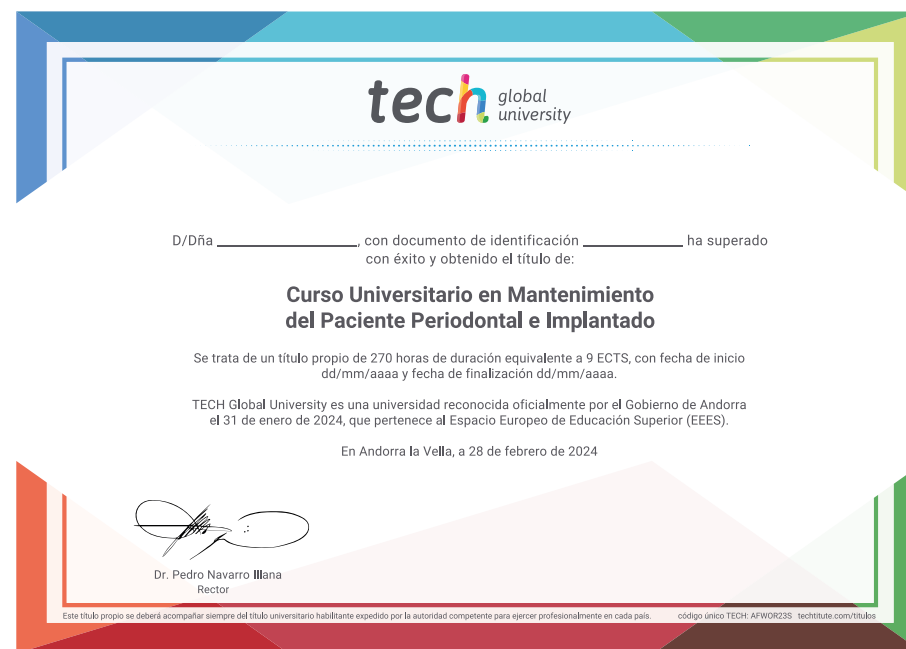 tech global university
D/Dña ____________________, con documento de identificación ______________ ha superado
con éxito y obtenido el título de:
Curso Universitario en Mantenimiento
del Paciente Periodontal e Implantado
Se trata de un título propio de 270 horas de duración equivalente a 9 ECTS, con fecha de inicio
dd/mm/aaaa y fecha de finalización dd/mm/aaaa.
TECH Global University es una universidad reconocida oficialmente por el Gobierno de Andorra
el 31 de enero de 2024, que pertenece al Espacio Europeo de Educación Superior (EEES).
En Andorra la Vella, a 28 de febrero de 2024
Dr. Pedro Navarro Illana
Rector
Este título propio se deberá acompañar siempre del título universitario habilitante expedido por la autoridad competente para ejercer profesionalmente en cada país. código único TECH: AFWOR23S techtitute.com/titulos